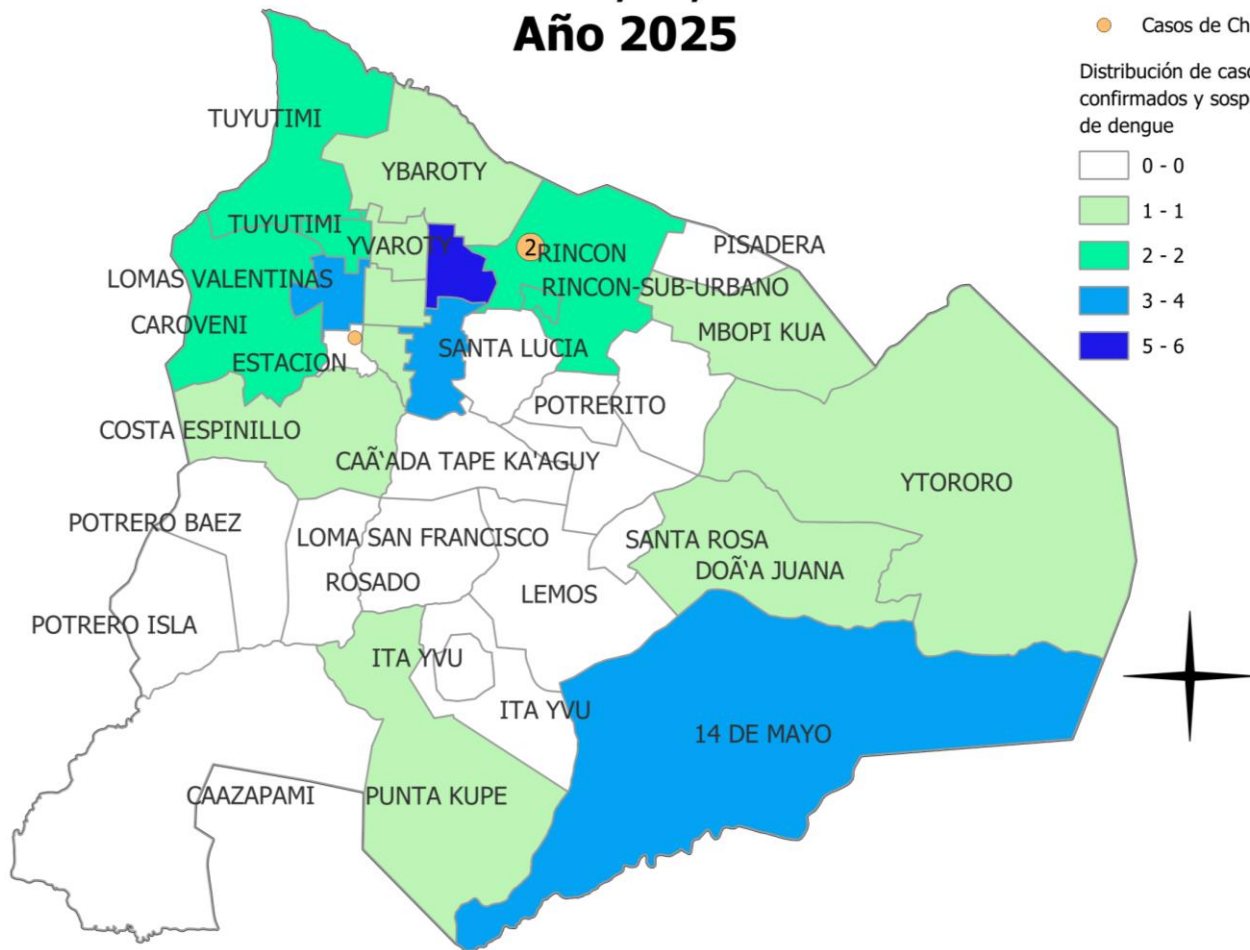 Año 2025
Casos de Ch
Distribución de caso
confirmados y sosp
de dengue
0 - 0
1 - 1
2 - 2
3 - 4
5 - 6
TUYUTIMI
YBAROTY
TUYUTIMI
YVAROTY
2
RINCON
PISADERA
LOMAS VALENTINAS
RINCON-SUB-URBANO
CAROVENI
MBOPI KUA
ESTACION
SANTA LUCIA
POTRERITO
COSTA ESPINILLO
CAÃ‘ADA TAPE KA'AGUY
YTORORO
POTRERO BAEZ
LOMA SAN FRANCISCO
SANTA ROSA
ROSADO
DOÃ‘A JUANA
LEMOS
POTRERO ISLA
ITA YVU
ITA YVU
14 DE MAYO
CAAZAPAMI
PUNTA KUPE